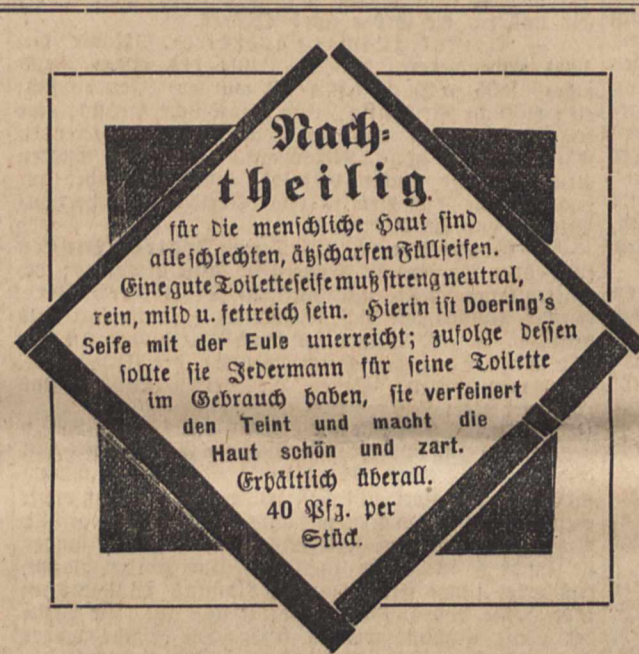 Nach-
theilig
für die menschliche Haut sind
alle schlechten, ätzscharfen Füllseifen.
Eine gute Toiletteseife muß streng neutral,
rein, mild u. fettreich sein. Hierin ist Doering's
Seife mit der Eule unerreicht; zufolge dessen
sollte sie Jedermann für seine Toilette
im Gebrauch haben, sie verfeinert
den Teint und macht die
Haut schön und zart.
Erhältlich überall.
40 Pfz. per
Stück.